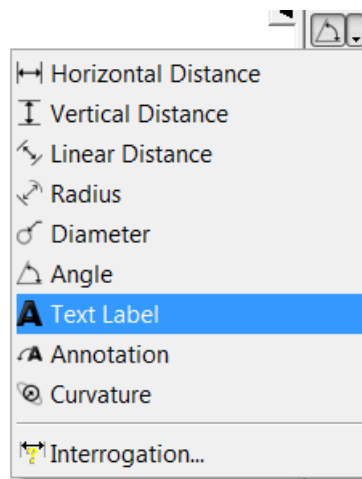 Horizontal Distance
Vertical Distance
Linear Distance
Radius
Diameter
Angle
Text Label
Annotation
Curvature
Interrogation...